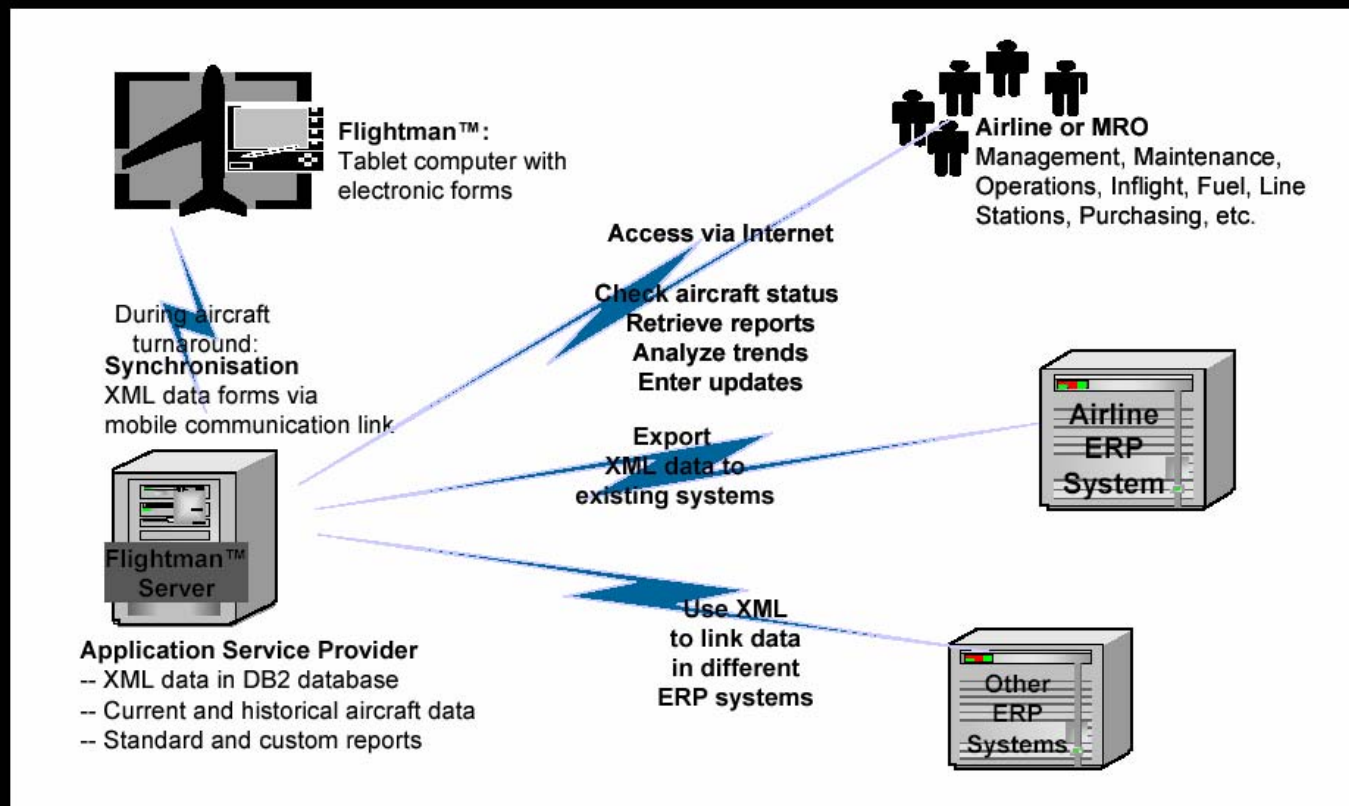 Flightman™:
Tablet computer with
electronic forms
Airline or MRO
Management, Maintenance,
Operations, Inflight, Fuel, Line
Stations, Purchasing, etc.
Access via Internet
Check aircraft status
Retrieve reports
Analyze trends
Enter updates
During aircraft
turnaround:
Synchronisation
XML data forms via
mobile communication link
Export
XML data to
existing systems
Airline
ERP
System
Flightman™
Server
Use XML
to link data
in different
ERP systems
Application Service Provider
-- XML data in DB2 database
-- Current and historical aircraft data
-- Standard and custom reports
Other
ERP
Systems